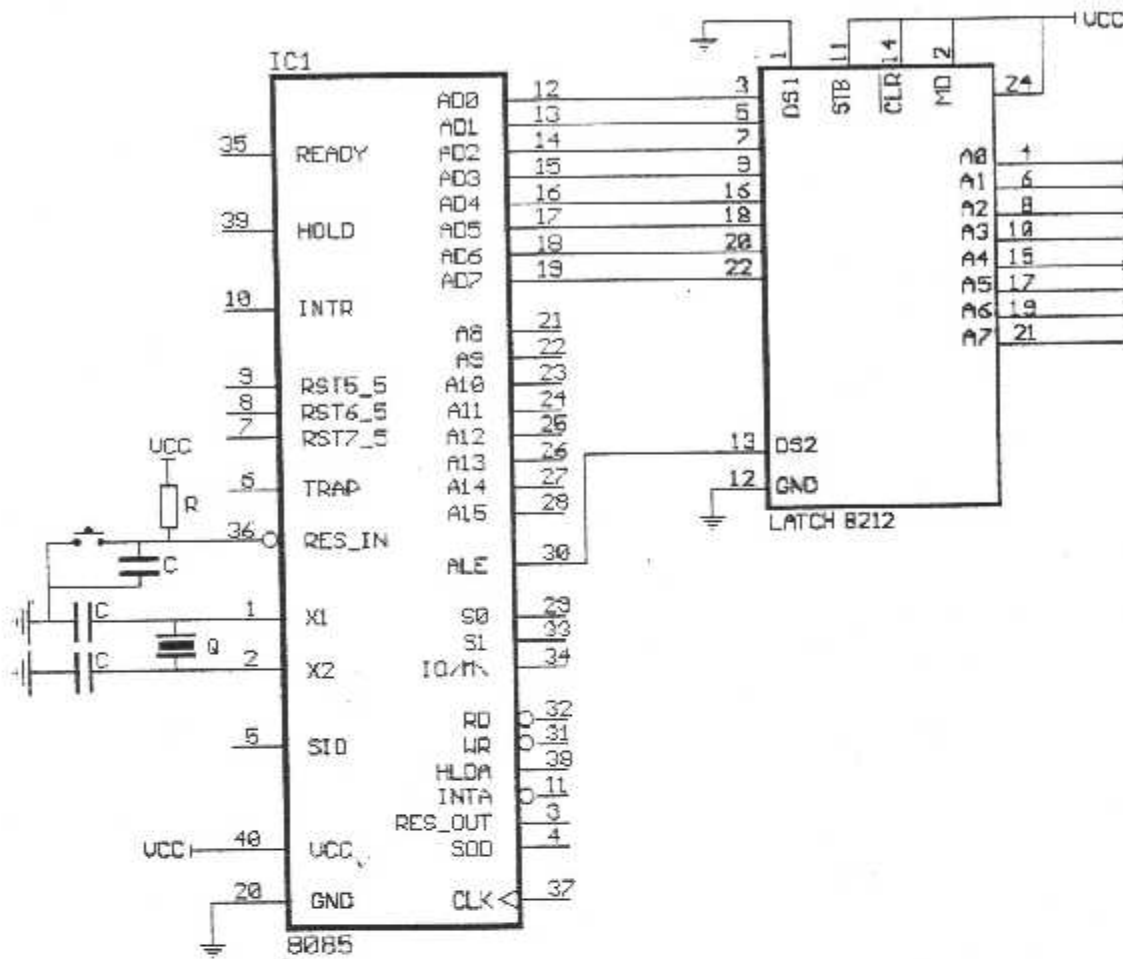 IC1
35 READY
39 HOLD
10 INTR
9 RST5_5
8 RST6_5
7 RST7_5
VCC
R
6 TRAP
36 RES_IN
C
C
1 X1
Q
C
2 X2
5 SID
VCC 40 VCC
20 GND
8085
AD0 12
AD1 13
AD2 14
AD3 15
AD4 16
AD5 17
AD6 18
AD7 19
A8 21
A9 22
A10 23
A11 24
A12 25
A13 26
A14 27
A15 28
ALE 30
S0 29
S1 33
IO/M\ 34
RD 32
WR 31
HLDA 38
INTA 11
RES_OUT 3
SOD 4
CLK 37
VCC
1 11 14 2
DS1 STB CLR MD
24
3
5
7
9
16
18
20
22
A0 4
A1 6
A2 8
A3 10
A4 15
A5 17
A6 19
A7 21
13 DS2
12 GND
LATCH 8212